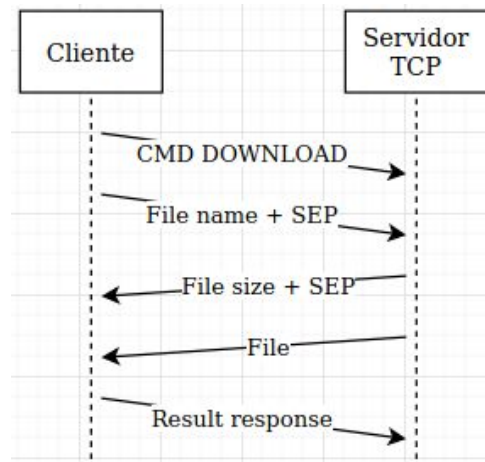 Cliente
Servidor
TCP
CMD DOWNLOAD
File name + SEP
File size + SEP
File
Result response